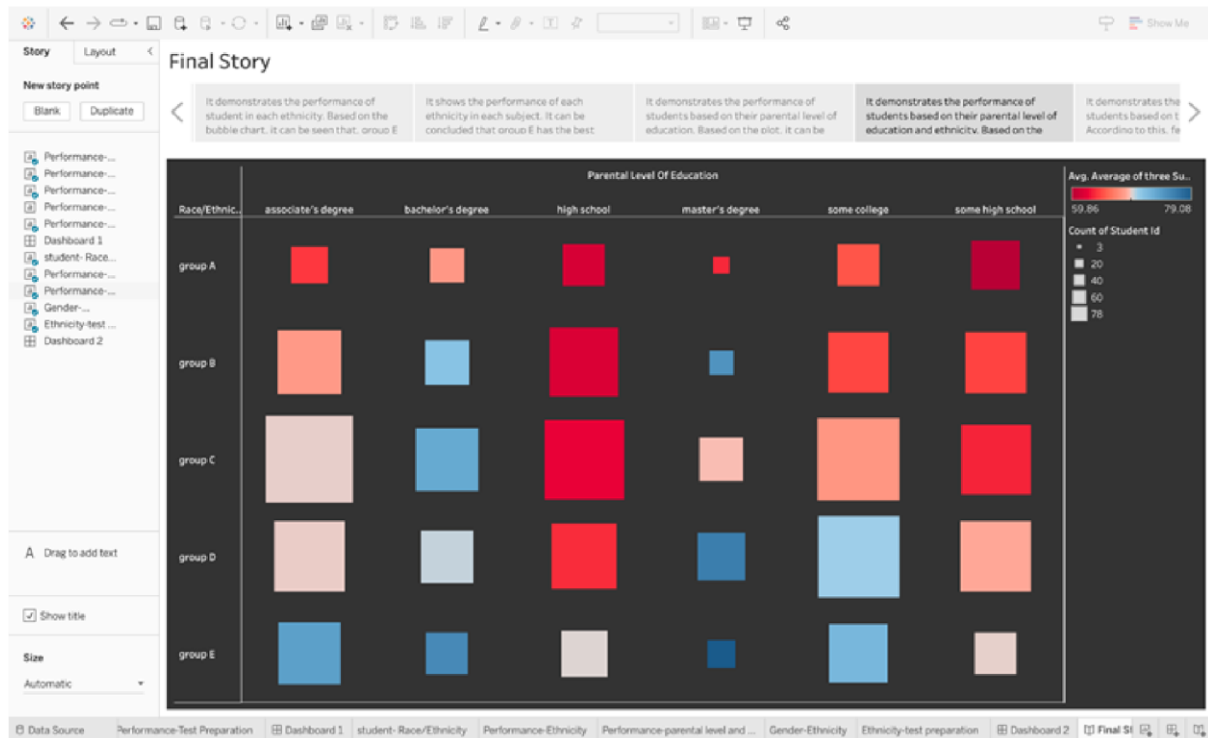 Show Me
Story
Layout
Final Story
New story point
Blank
Duplicate
It demonstrates the performance of
student in each ethnicity. Based on the
bubble chart, it can be seen that, group E
It shows the performance of each
ethnicity in each subject. It can be
concluded that group E has the best
It demonstrates the performance of
students based on their parental level of
education. Based on the plot, it can be
It demonstrates the performance of
students based on their parental level of
education and ethnicity. Based on the
It demonstrates the
students based on t
According to this, fe
Performance-...
Performance-...
Performance-...
Performance-...
Performance-...
Dashboard 1
student- Race...
Performance-...
Performance-...
Gender-...
Ethnicity-test ...
Dashboard 2
A Drag to add text
Show title
Size
Automatic
Parental Level Of Education
Race/Ethnic.. associate's degree bachelor's degree high school master's degree some college some high school
group A
group B
group C
group D
group E
Avg. Average of three Su..
59.86 79.08
Count of Student Id
3
20
40
60
78
Data Source Performance-Test Preparation Dashboard 1 student- Race/Ethnicity Performance-Ethnicity Performance-parental level and ... Gender-Ethnicity Ethnicity-test preparation Dashboard 2 Final St